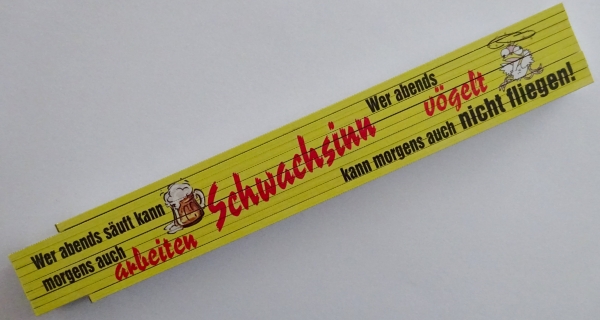 Wer abends säuft kann
morgens auch
arbeiten
Schwachsinn
Wer abends
vögelt
kann morgens auch nicht fliegen!